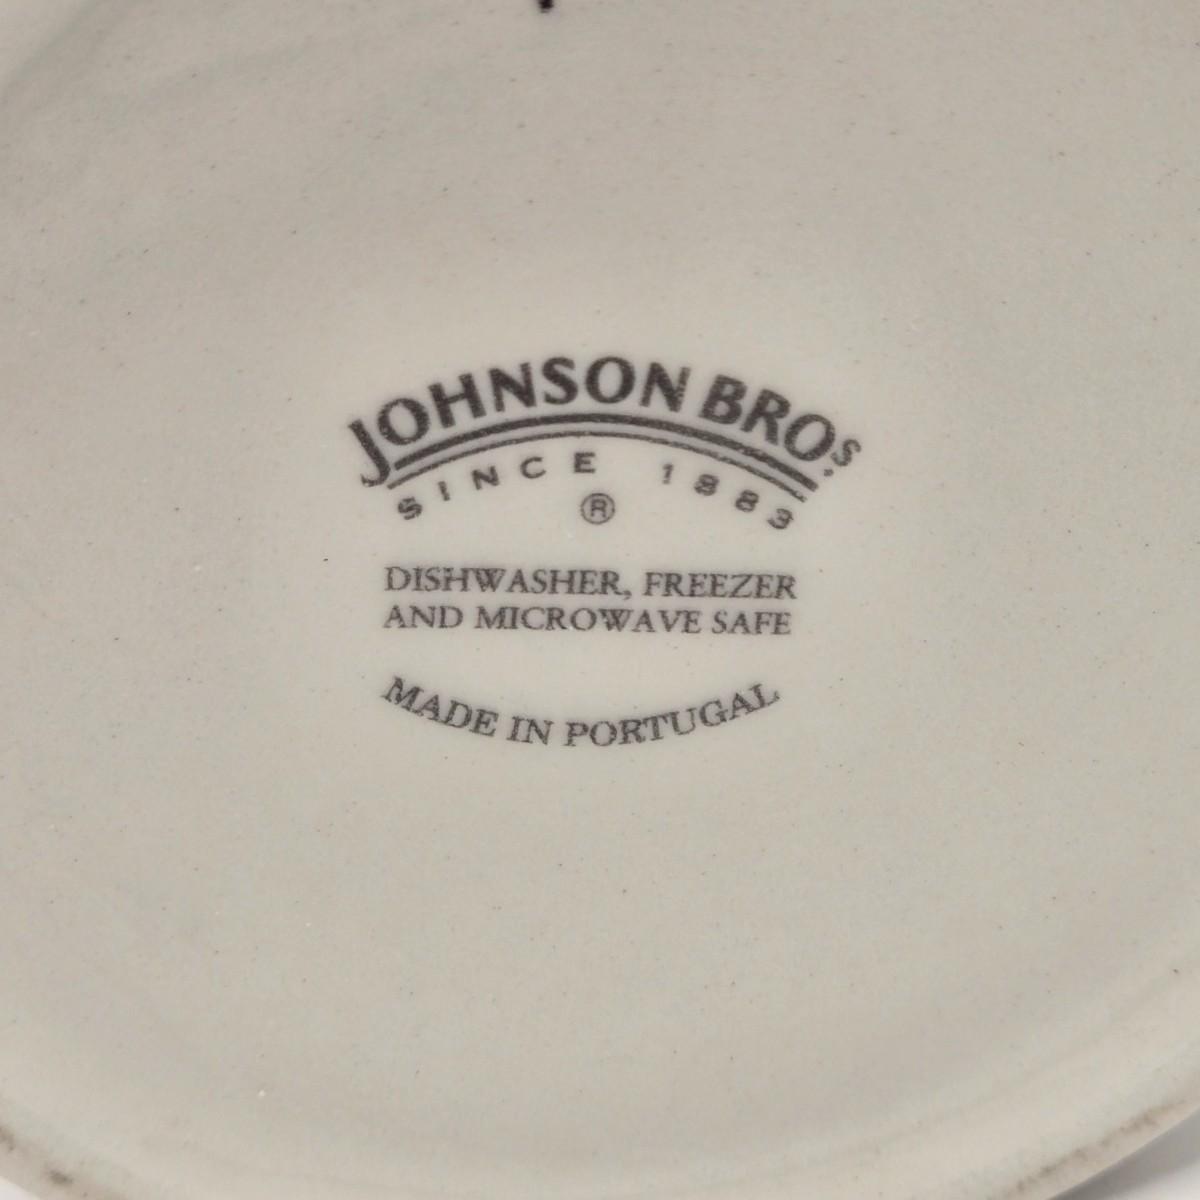 JOHNSON BROS.
SINCE 1883
®
DISHWASHER, FREEZER
AND MICROWAVE SAFE
MADE IN PORTUGAL